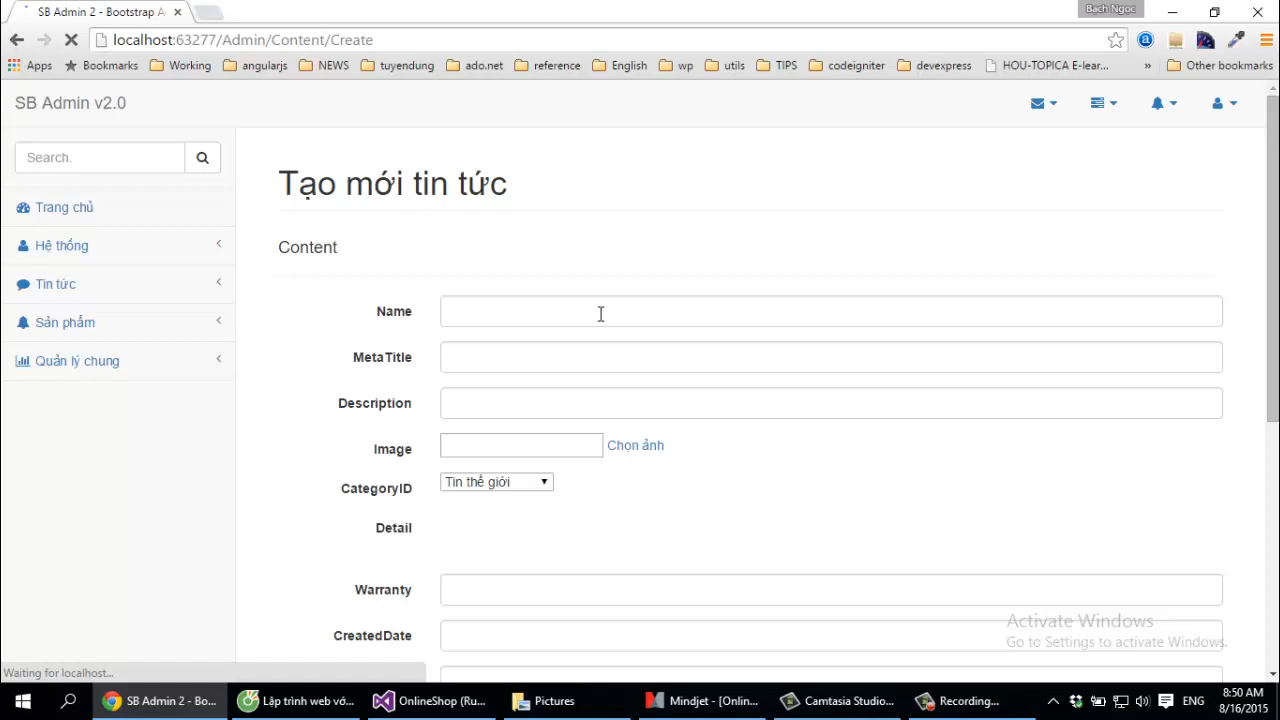 SB Admin 2 - Bootstrap A
Bach Ngoc
localhost:63277/Admin/Content/Create
Apps Bookmarks Working angularjs NEWS tuyendung ado.net reference English wp utils TIPS codeigniter devexpress HOU-TOPICA E-lear... » Other bookmarks
SB Admin v2.0
Search.
Trang chủ
Hệ thống
Tin tức
Sản phẩm
Quản lý chung
Tạo mới tin tức
Content
Name
MetaTitle
Description
Image Chọn ảnh
CategoryID Tin thế giới
Detail
Warranty
CreatedDate
Activate Windows
Go to Settings to activate Windows.
Waiting for localhost...
SB Admin 2 - Bo... Lập trình web vớ... OnlineShop (Ru... Pictures Mindjet - [Onlin... Camtasia Studio... Recording... ENG
8:50 AM
8/16/2015